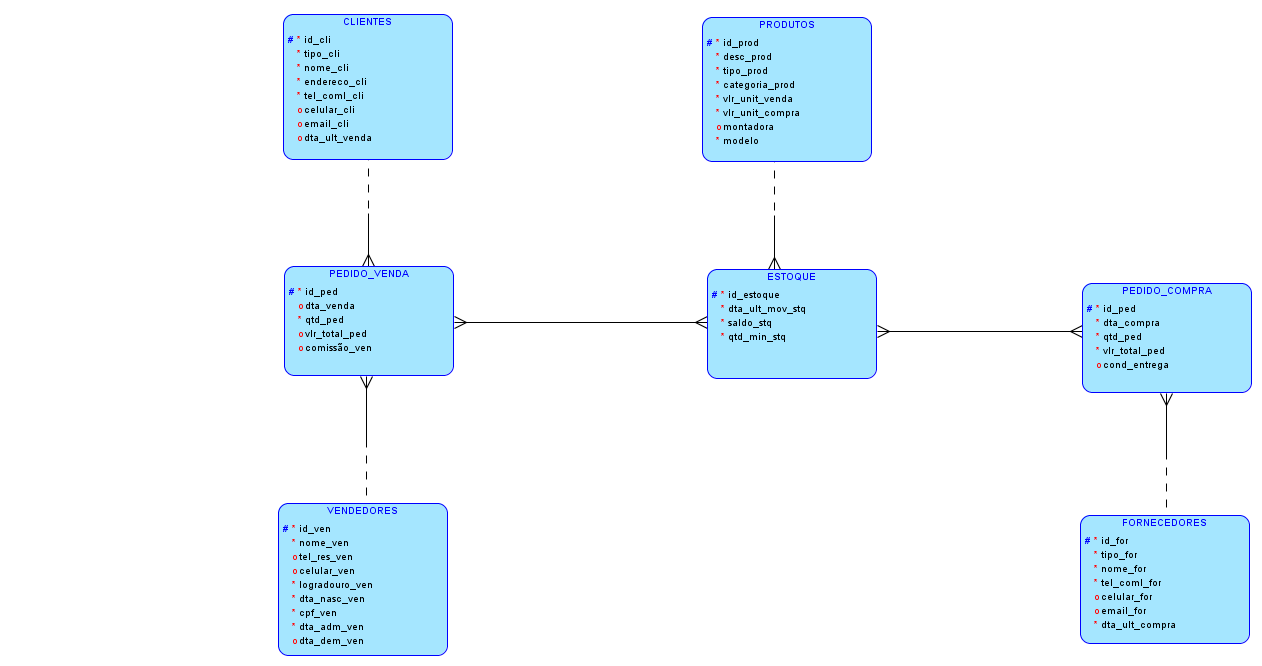 CLIENTES
# * id_cli
* tipo_cli
* nome_cli
* endereco_cli
* tel_coml_cli
o celular_cli
o email_cli
o dta_ult_venda
PRODUTOS
# * id_prod
* desc_prod
* tipo_prod
* categoria_prod
* vlr_unit_venda
* vlr_unit_compra
o montadora
* modelo
PEDIDO_VENDA
# * id_ped
o dta_venda
* qtd_ped
o vlr_total_ped
o comissão_ven
ESTOQUE
# * id_estoque
* dta_ult_mov_stq
* saldo_stq
* qtd_min_stq
PEDIDO_COMPRA
# * id_ped
* dta_compra
* qtd_ped
* vlr_total_ped
o cond_entrega
VENDEDORES
# * id_ven
* nome_ven
o tel_res_ven
o celular_ven
* logradouro_ven
* dta_nasc_ven
* cpf_ven
* dta_adm_ven
o dta_dem_ven
FORNECEDORES
# * id_for
* tipo_for
* nome_for
* tel_coml_for
o celular_for
o email_for
* dta_ult_compra